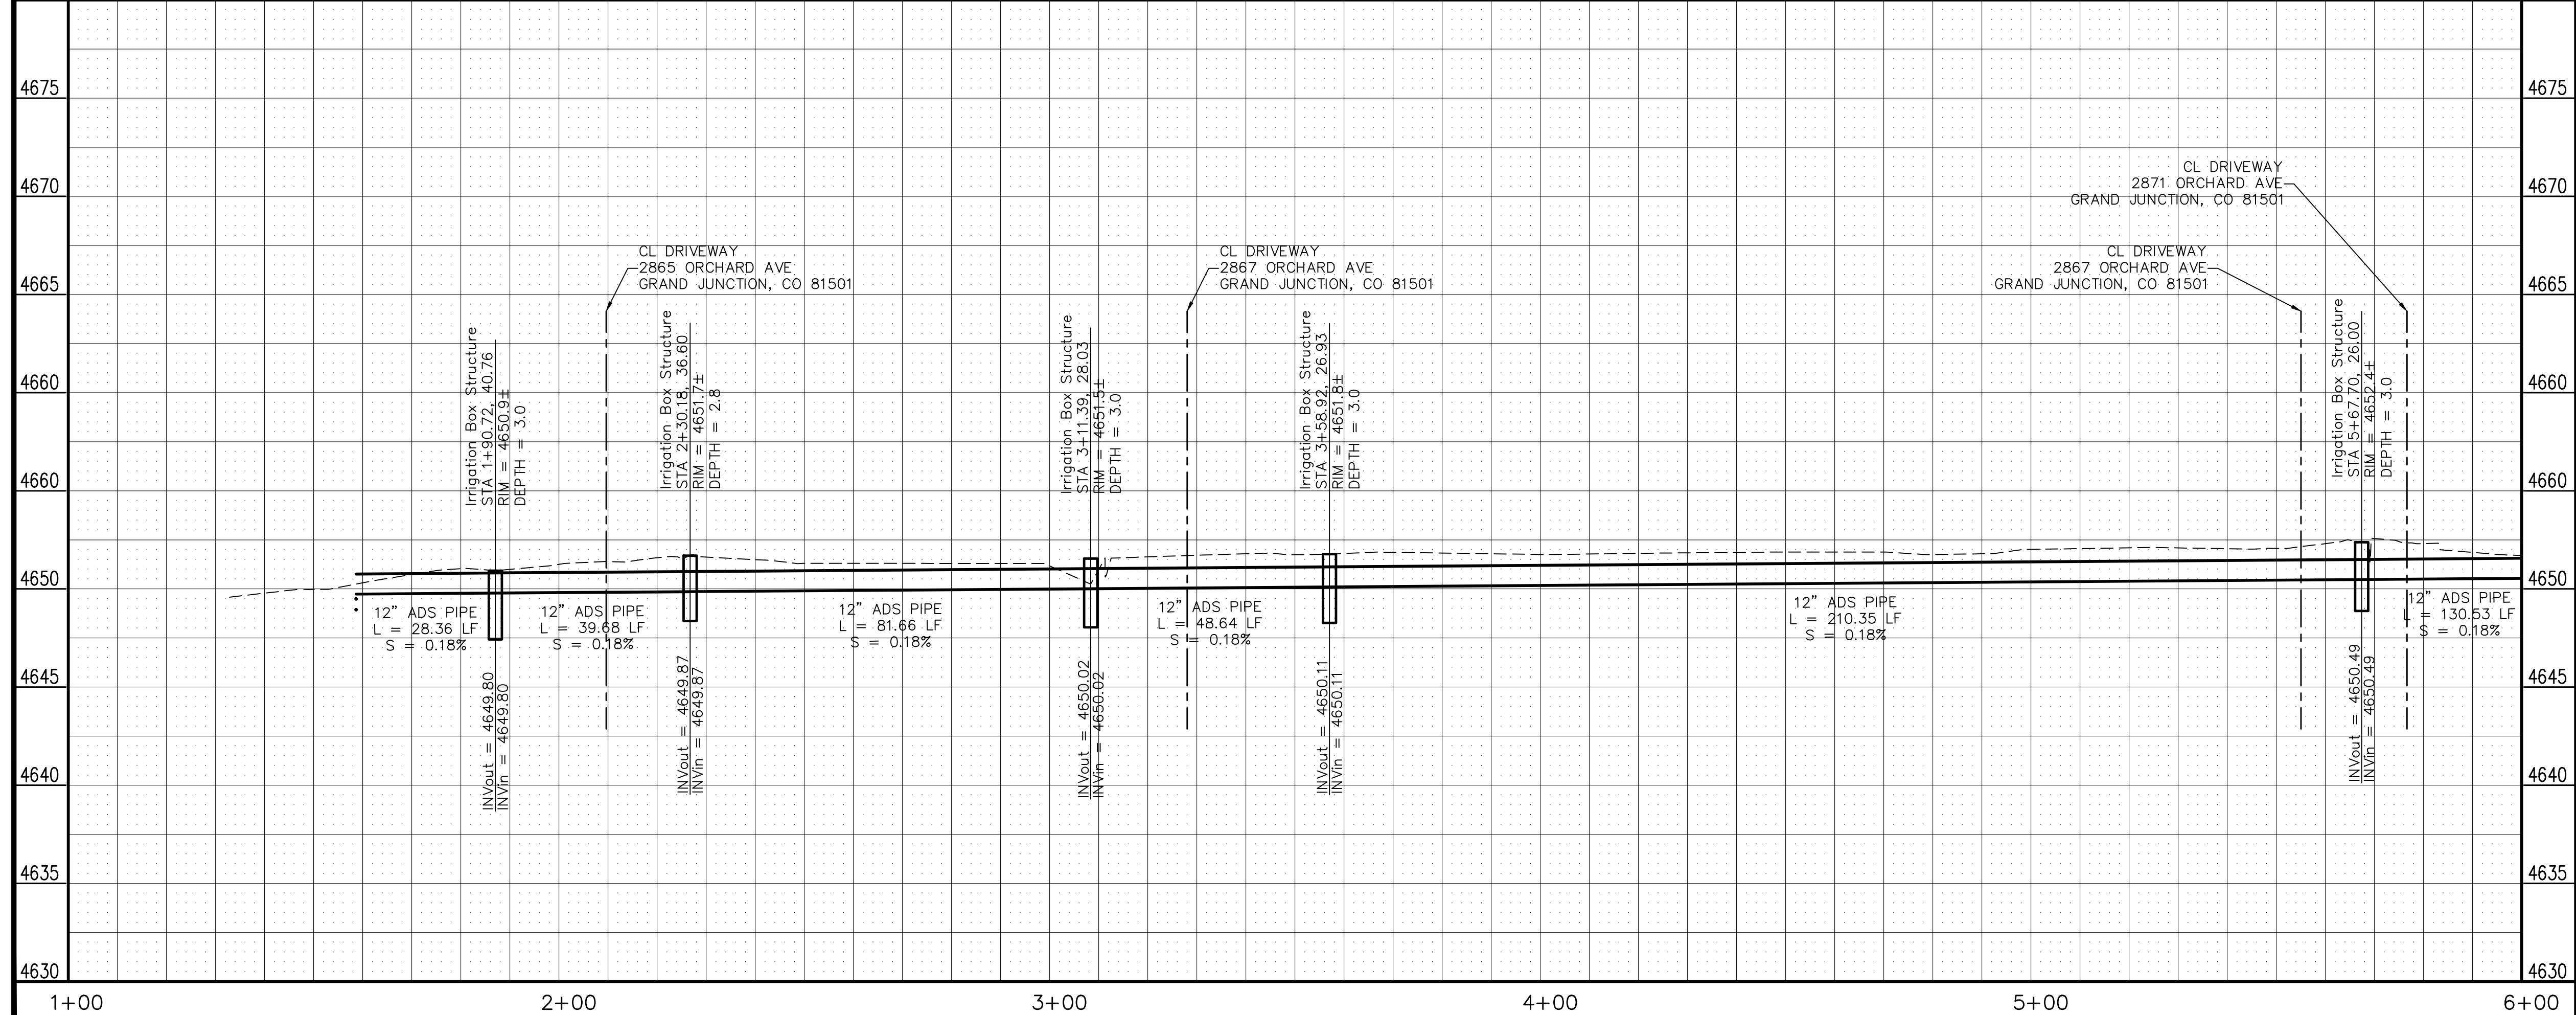 4675
4670
4665
4660
4660
4650
4645
4640
4635
4630
CL DRIVEWAY
2865 ORCHARD AVE
GRAND JUNCTION, CO 81501
CL DRIVEWAY
2867 ORCHARD AVE
GRAND JUNCTION, CO 81501
CL DRIVEWAY
2871 ORCHARD AVE
GRAND JUNCTION, CO 81501
CL DRIVEWAY
2867 ORCHARD AVE
GRAND JUNCTION, CO 81501
Irrigation Box Structure
STA 1+90.72, 40.76
RIM = 4650.9±
DEPTH = 3.0
Irrigation Box Structure
STA 2+30.18, 36.60
RIM = 4651.7±
DEPTH = 2.8
Irrigation Box Structure
STA 3+11.39, 28.03
RIM = 4651.5±
DEPTH = 3.0
Irrigation Box Structure
STA 3+58.92, 26.93
RIM = 4651.8±
DEPTH = 3.0
Irrigation Box Structure
STA 5+67.70, 26.00
RIM = 4652.4±
DEPTH = 3.0
12" ADS PIPE
L = 28.36 LF
S = 0.18%
12" ADS PIPE
L = 39.68 LF
S = 0.18%
12" ADS PIPE
L = 81.66 LF
S = 0.18%
12" ADS PIPE
L = 48.64 LF
S = 0.18%
12" ADS PIPE
L = 210.35 LF
S = 0.18%
12" ADS PIPE
L = 130.53 LF
S = 0.18%
INVout = 4649.80
INVin = 4649.80
INVout = 4649.87
INVin = 4649.87
INVout = 4650.02
INVin = 4650.02
INVout = 4650.11
INVin = 4650.11
INVout = 4650.49
INVin = 4650.49
4675
4670
4665
4660
4660
4650
4645
4640
4635
4630
1+00
2+00
3+00
4+00
5+00
6+00